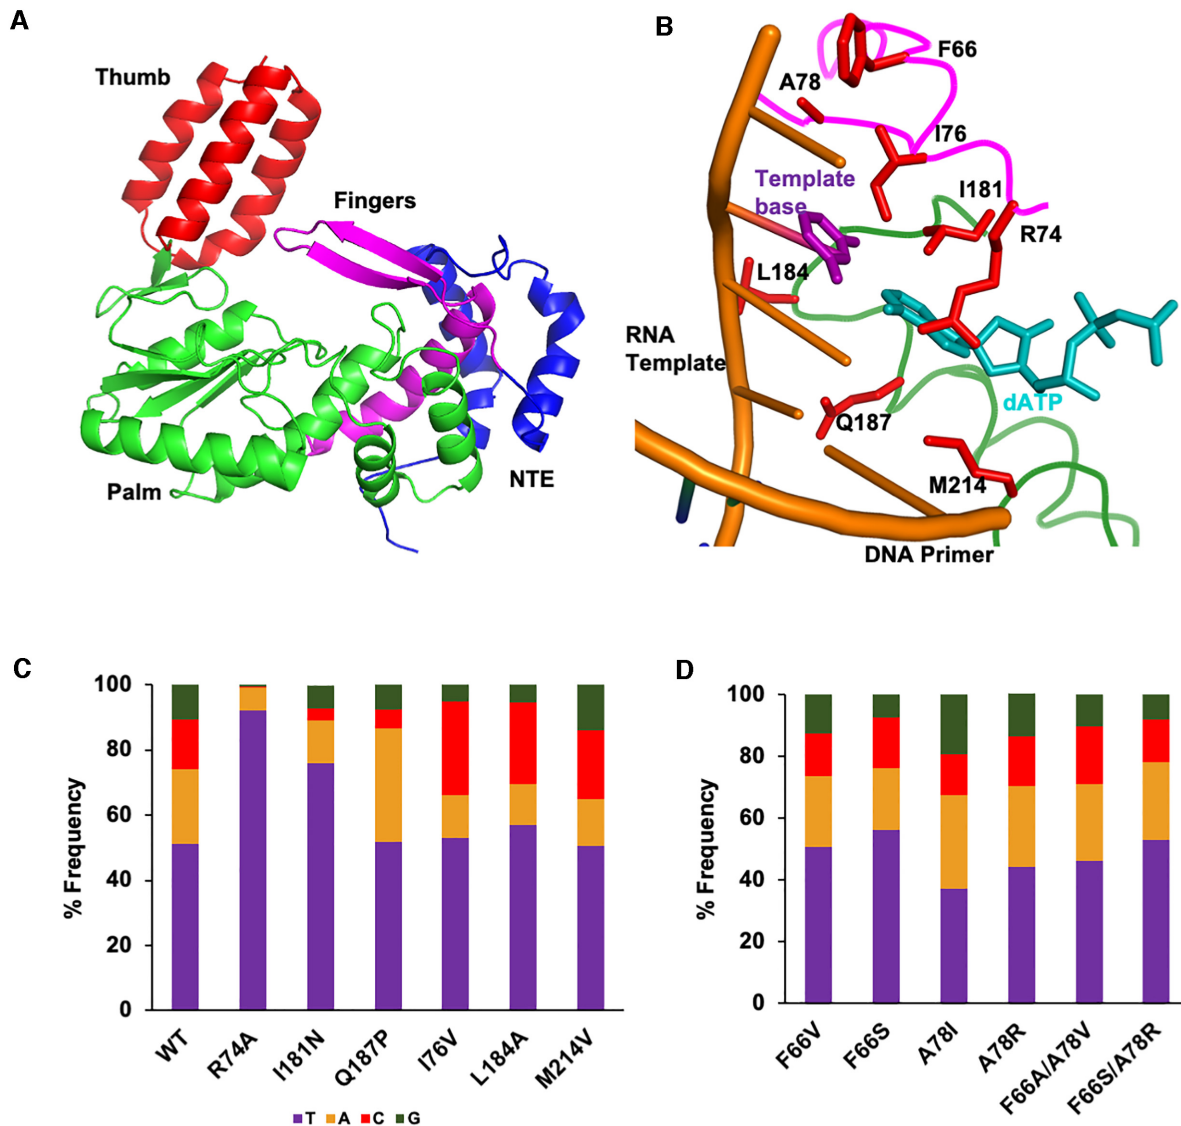 A
Thumb
Fingers
Palm
NTE
B
F66
A78
I76
Template
base
I181
R74
L184
RNA
Template
dATP
Q187
M214
DNA Primer
C
% Frequency
100
80
60
40
20
0
WT
R74A
I181N
Q187P
I76V
L184A
M214V
T A C G
D
% Frequency
100
80
60
40
20
0
F66V
F66S
A78I
A78R
F66A/A78V
F66S/A78R